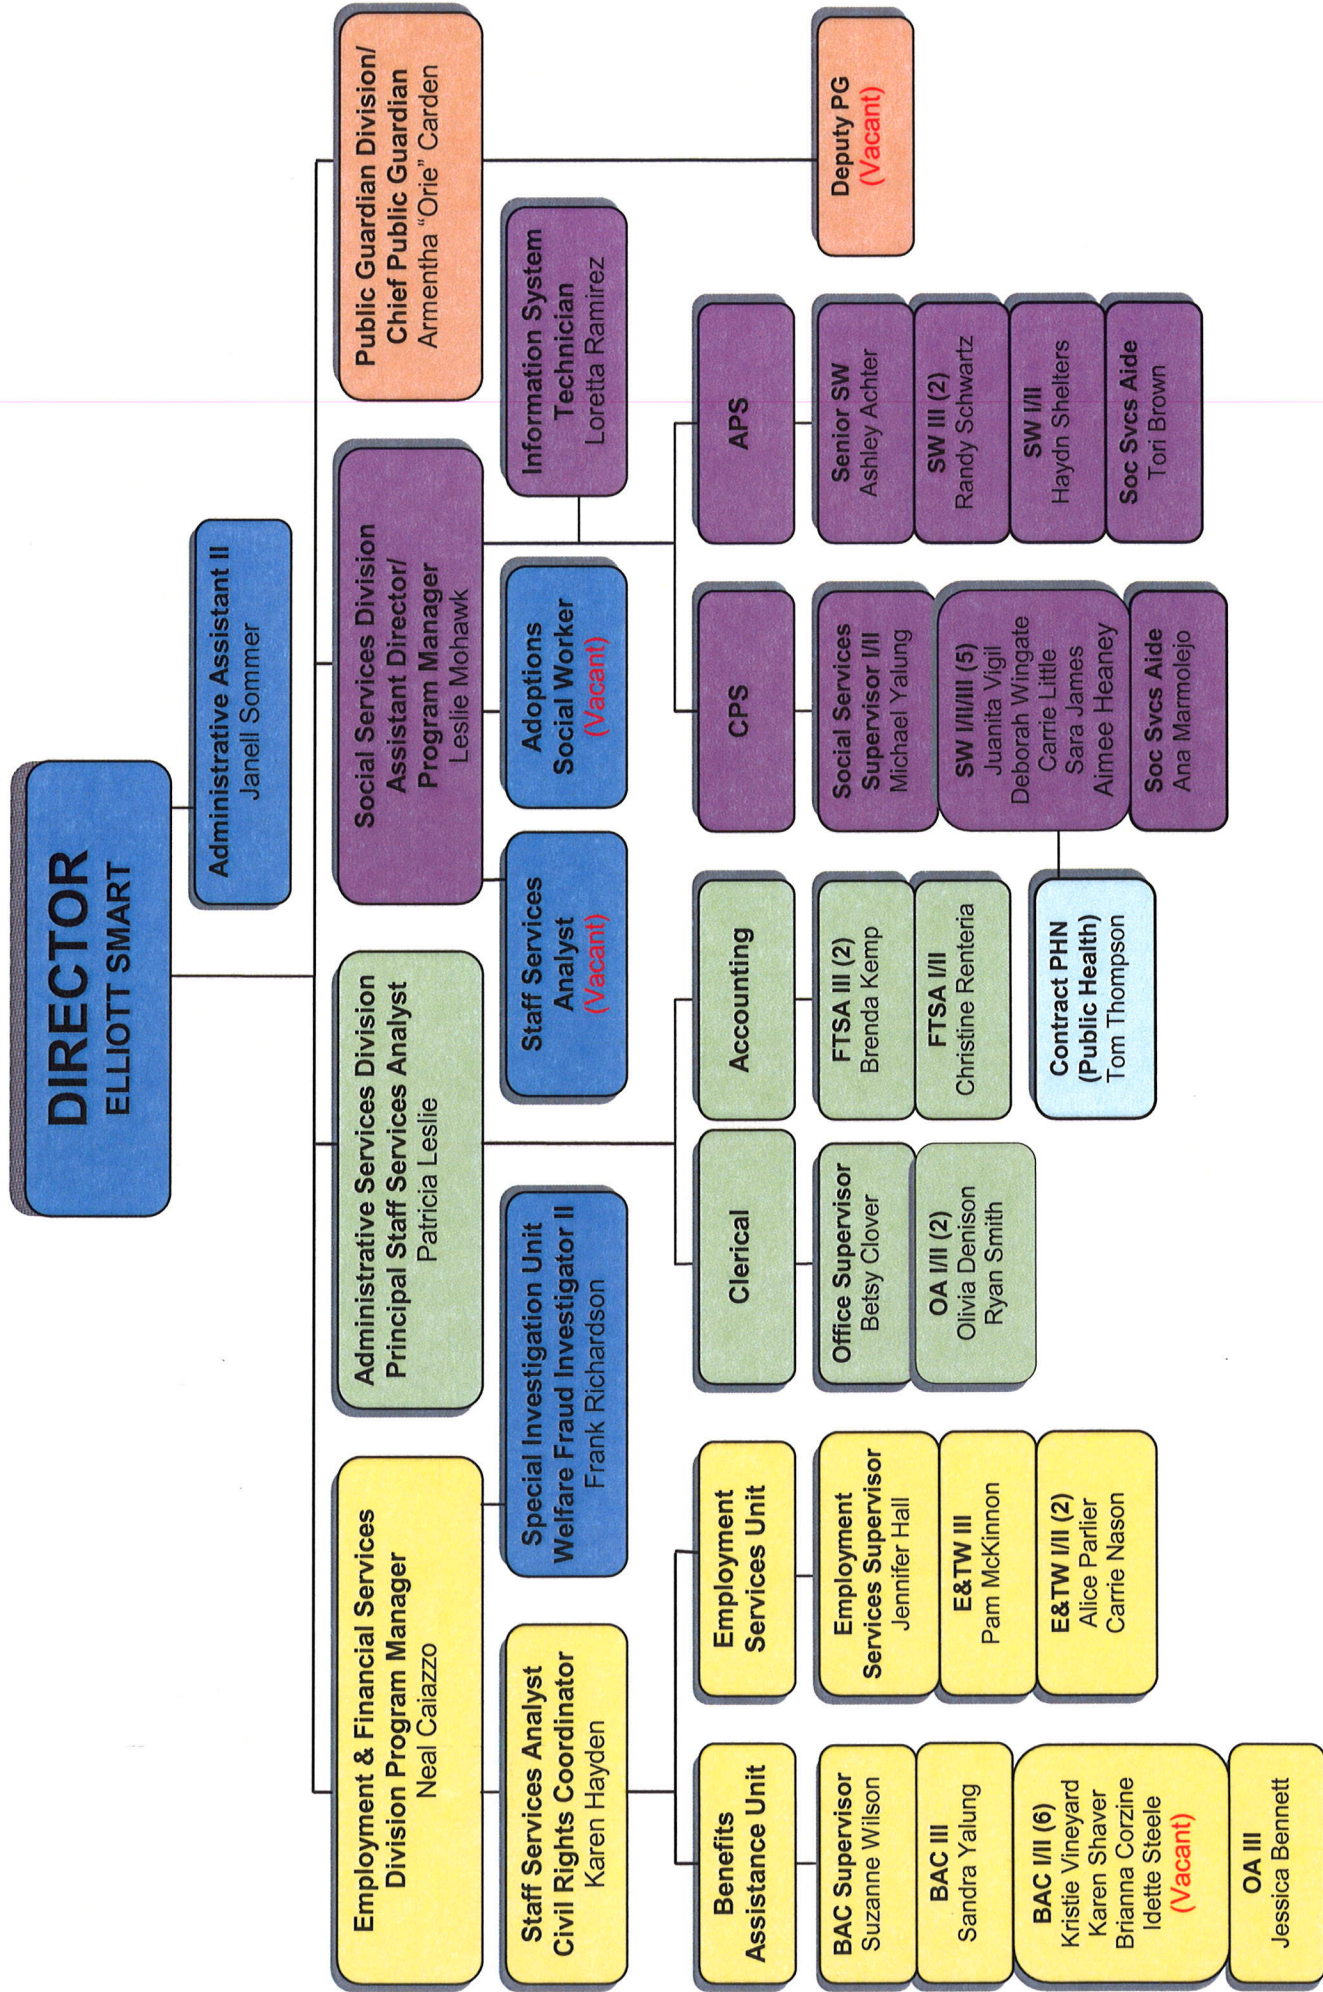 DIRECTOR
ELLIOTT SMART
Administrative Assistant II
Janell Sommer
Employment & Financial Services
Division Program Manager
Neal Caiazzo
Administrative Services Division
Principal Staff Services Analyst
Patricia Leslie
Social Services Division
Assistant Director/
Program Manager
Leslie Mohawk
Public Guardian Division/
Chief Public Guardian
Armentha “Orie” Carden
Staff Services Analyst
Civil Rights Coordinator
Karen Hayden
Special Investigation Unit
Welfare Fraud Investigator II
Frank Richardson
Staff Services
Analyst
(Vacant)
Adoptions
Social Worker
(Vacant)
Information System
Technician
Loretta Ramirez
Benefits
Assistance Unit
BAC Supervisor
Suzanne Wilson
BAC III
Sandra Yalung
BAC I/II (6)
Kristie Vineyard
Karen Shaver
Brianna Corzine
Idette Steele
(Vacant)
OA III
Jessica Bennett
Employment
Services Unit
Employment
Services Supervisor
Jennifer Hall
E&TW III
Pam McKinnon
E&TW I/II (2)
Alice Parlier
Carrie Nason
Clerical
Office Supervisor
Betsy Clover
OA I/II (2)
Olivia Denison
Ryan Smith
Accounting
FTSA III (2)
Brenda Kemp
FTSA I/II
Christine Renteria
Contract PHN
(Public Health)
Tom Thompson
CPS
Social Services
Supervisor I/II
Michael Yalung
SW I/II/III (5)
Juanita Vigil
Deborah Wingate
Carrie Little
Sara James
Aimee Heaney
Soc Svcs Aide
Ana Marmolejo
APS
Senior SW
Ashley Achter
SW III (2)
Randy Schwartz
SW I/II
Haydn Shelters
Soc Svcs Aide
Tori Brown
Deputy PG
(Vacant)